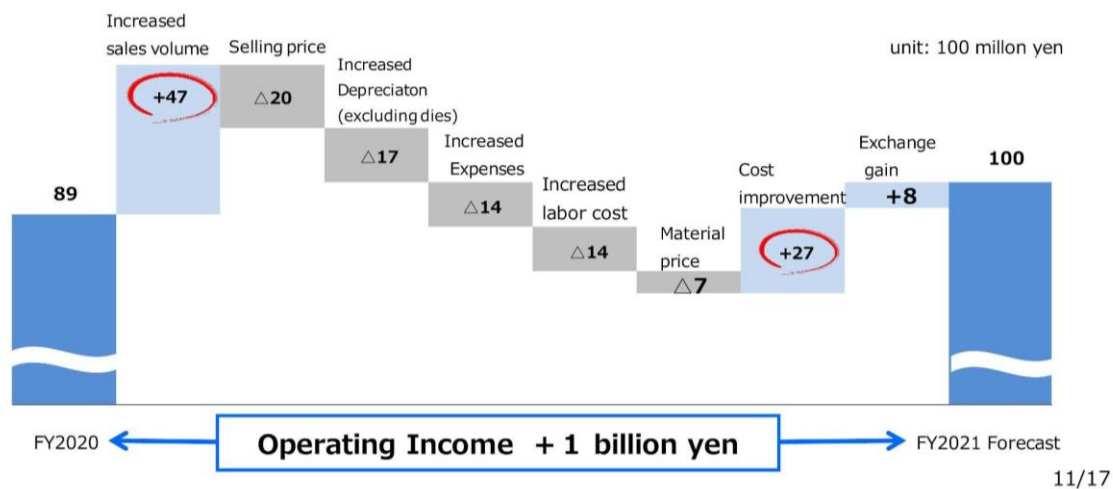 Increased
sales volume
Selling price
unit: 100 millon yen
Increased
Depreciaton
(excluding dies)
+47
△20
Increased
Expenses
Exchange
gain
100
△17
Cost
improvement
89
Increased
labor cost
+8
△14
Material
price
△14
+27
△7
FY2020
Operating Income + 1 billion yen
FY2021 Forecast
11/17